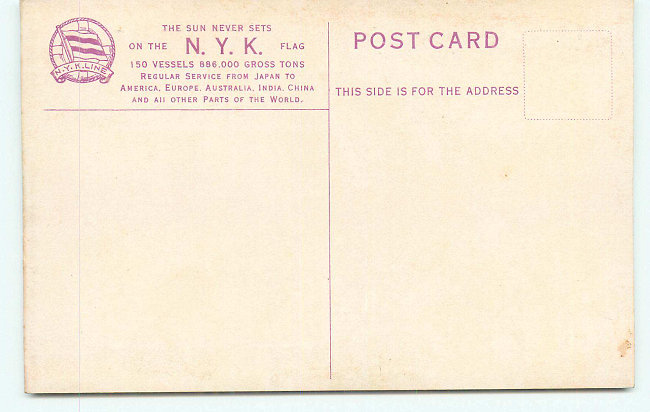 THE SUN NEVER SETS
ON THE N. Y. K. FLAG
150 VESSELS 886.000 GROSS TONS
REGULAR SERVICE FROM JAPAN TO
AMERICA. EUROPE. AUSTRALIA. INDIA. CHINA
AND All OTHER PARTS OF THE WORLD.
N.Y.K.LINE
POST CARD
THIS SIDE IS FOR THE ADDRESS